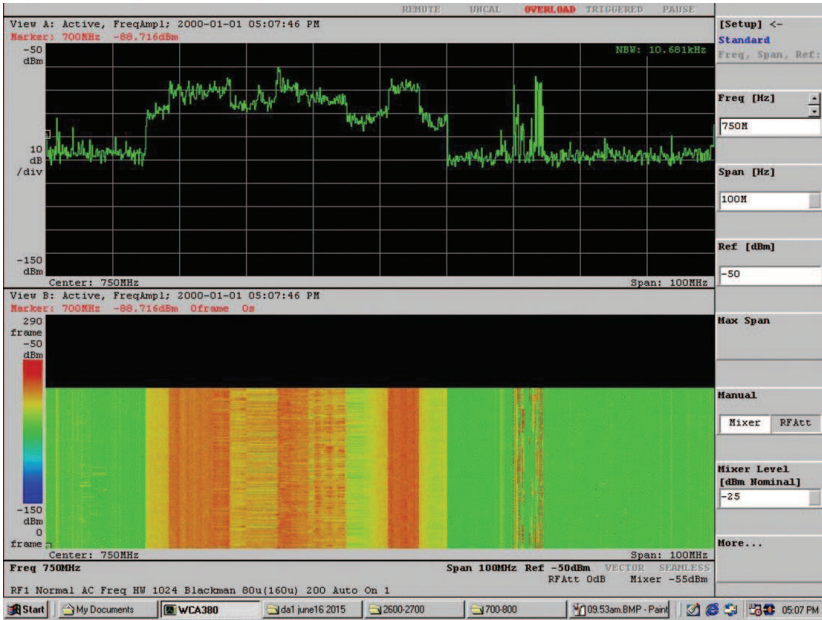 REMOTE UNCAL OVERLOAD TRIGGERED PAUSE
View A: Active, FreqAmpl; 2000-01-01 05:07:46 PM
Marker: 700MHz -88.716dBm
-50
dBm
NBW: 10.681kHz
10
dB
/div
-150
dBm
Center: 750MHz Span: 100MHz
View B: Active, FreqAmpl; 2000-01-01 05:07:46 PM
Marker: 700MHz -88.716dBm 0frame 0s
290
frame
-50
dBm
-150
dBm
0
frame
Center: 750MHz Span: 100MHz
Freq 750MHz Span 100MHz Ref -50dBm VECTOR SEAMLESS
RFAtt 0dB Mixer -55dBm
RF1 Normal AC Freq HW 1024 Blackman 80u(160u) 200 Auto On 1
[Setup] <-
Standard
Freq, Span, Ref:
Freq [Hz]
750M
Span [Hz]
100M
Ref [dBm]
-50
Max Span
Manual
Mixer RFAtt
Mixer Level
[dBm Nominal]
-25
More...
Start My Documents WCA380 da1 june16 2015 2600-2700 700-800 09.53am.BMP - Paint 05:07 PM